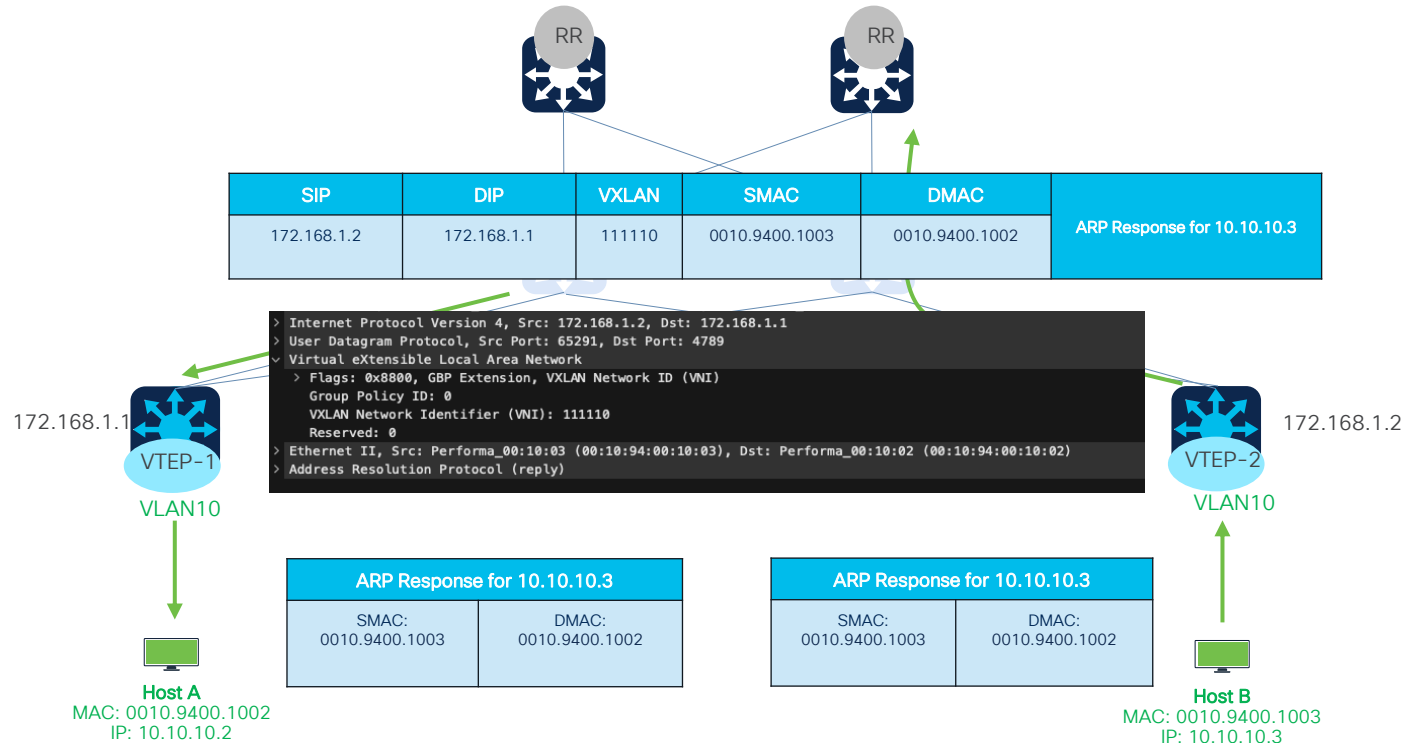 RR
RR
SIP DIP VXLAN SMAC DMAC ARP Response for 10.10.10.3
172.168.1.2 172.168.1.1 111110 0010.9400.1003 0010.9400.1002
> Internet Protocol Version 4, Src: 172.168.1.2, Dst: 172.168.1.1
> User Datagram Protocol, Src Port: 65291, Dst Port: 4789
Virtual eXtensible Local Area Network
> Flags: 0x8800, GBP Extension, VXLAN Network ID (VNI)
Group Policy ID: 0
VXLAN Network Identifier (VNI): 111110
Reserved: 0
> Ethernet II, Src: Performa_00:10:03 (00:10:94:00:10:03), Dst: Performa_00:10:02 (00:10:94:00:10:02)
> Address Resolution Protocol (reply)
172.168.1.1
VTEP-1
VLAN10
172.168.1.2
VTEP-2
VLAN10
ARP Response for 10.10.10.3
SMAC: DMAC:
0010.9400.1003 0010.9400.1002
ARP Response for 10.10.10.3
SMAC: DMAC:
0010.9400.1003 0010.9400.1002
Host A
MAC: 0010.9400.1002
IP: 10.10.10.2
Host B
MAC: 0010.9400.1003
IP: 10.10.10.3